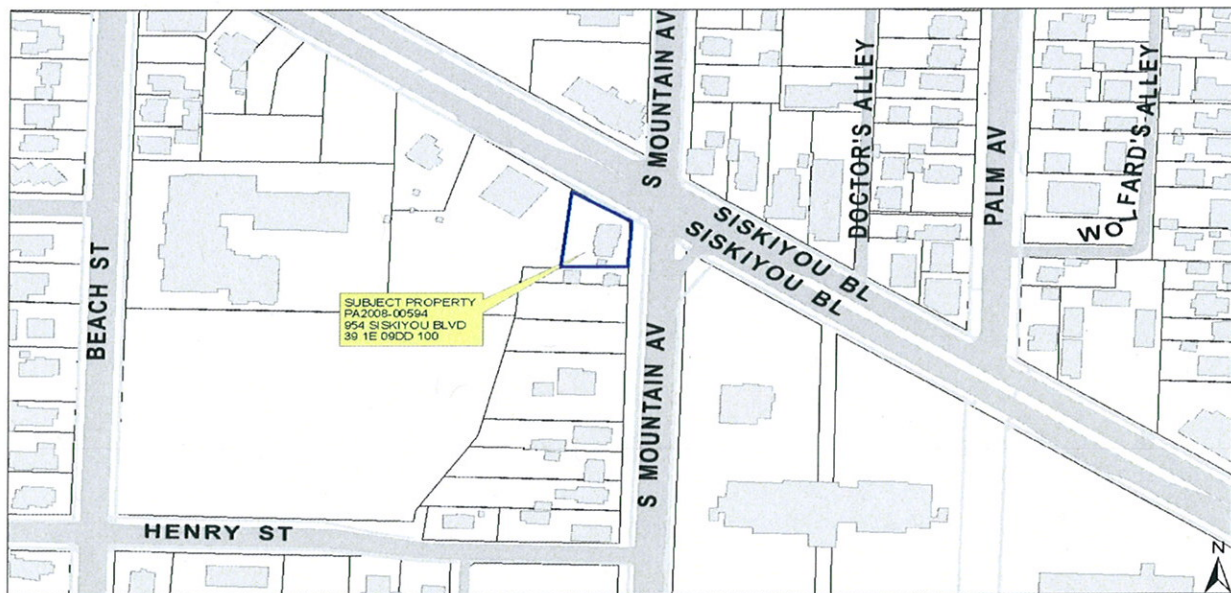 S MOUNTAIN AV
DOCTOR'S ALLEY
PALM AV
WOLFARD'S ALLEY
SISKIYOU BL
SISKIYOU BL
BEACH ST
SUBJECT PROPERTY
PA2008-00594
954 SISKIYOU BLVD
39 1E 09DD 100
S MOUNTAIN AV
HENRY ST
N